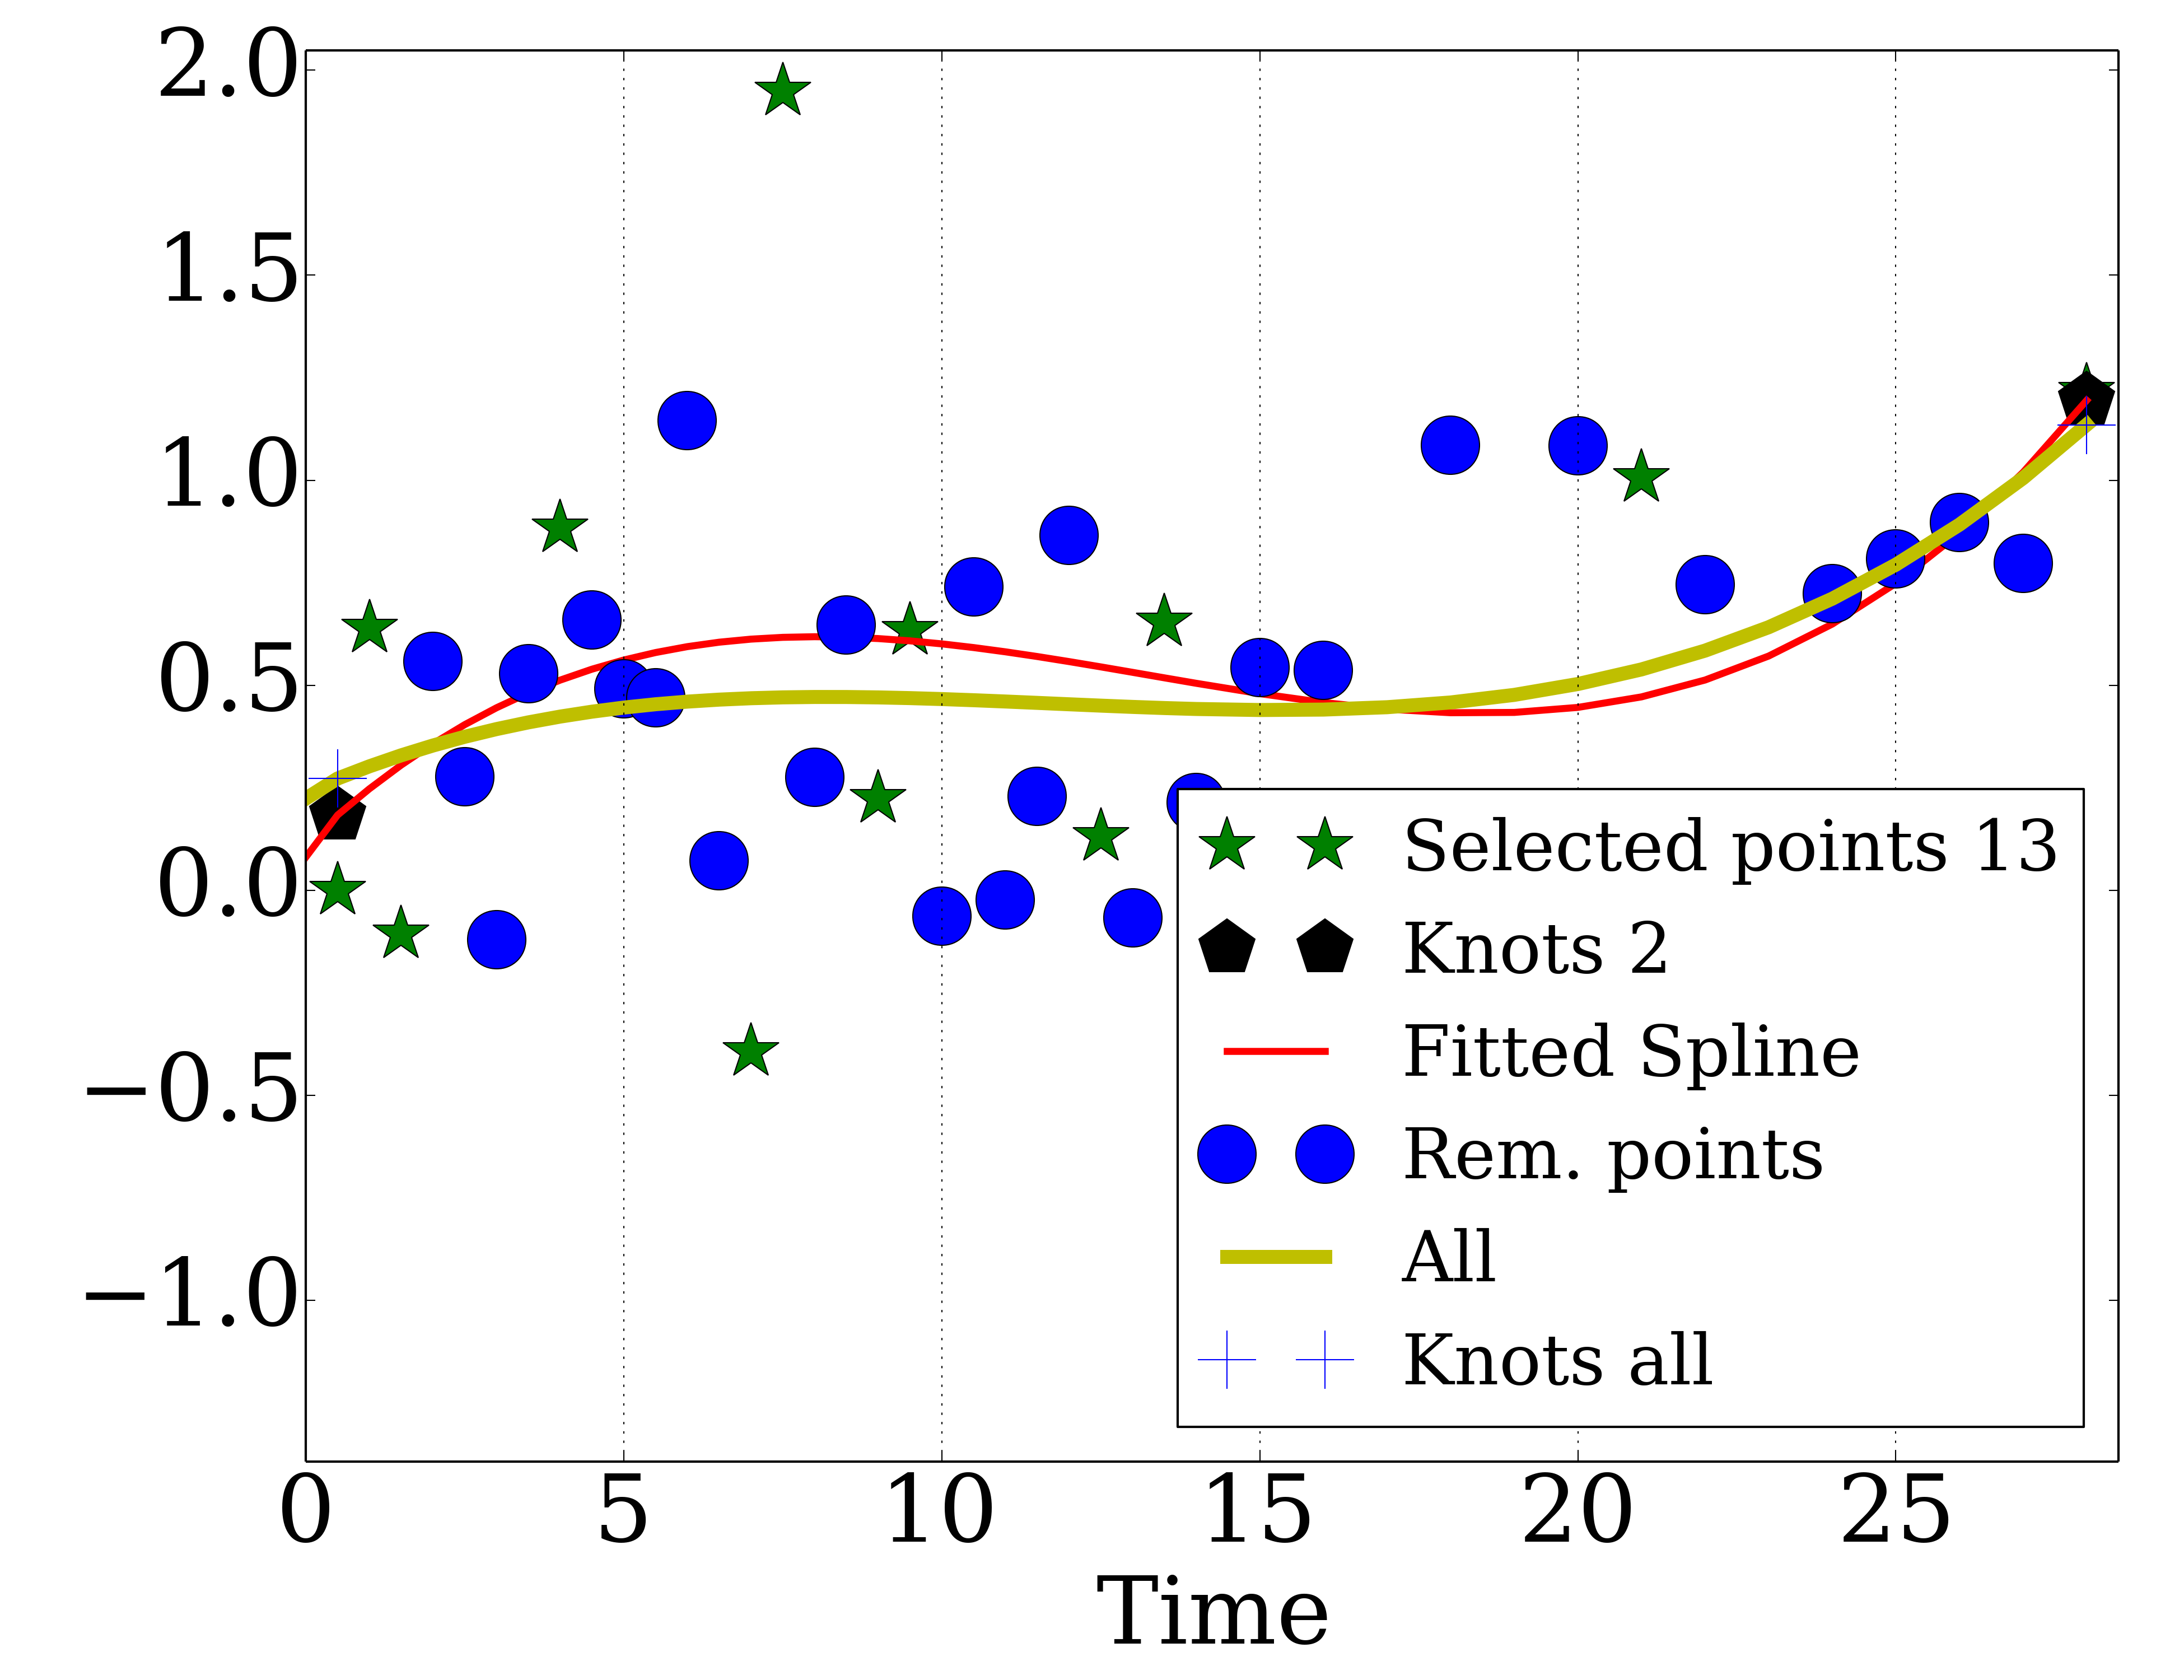 2.0
1.5
1.0
0.5
0.0
−0.5
−1.0
0 5 10 15 20 25
Time
Selected points 13
Knots 2
Fitted Spline
Rem. points
All
Knots all